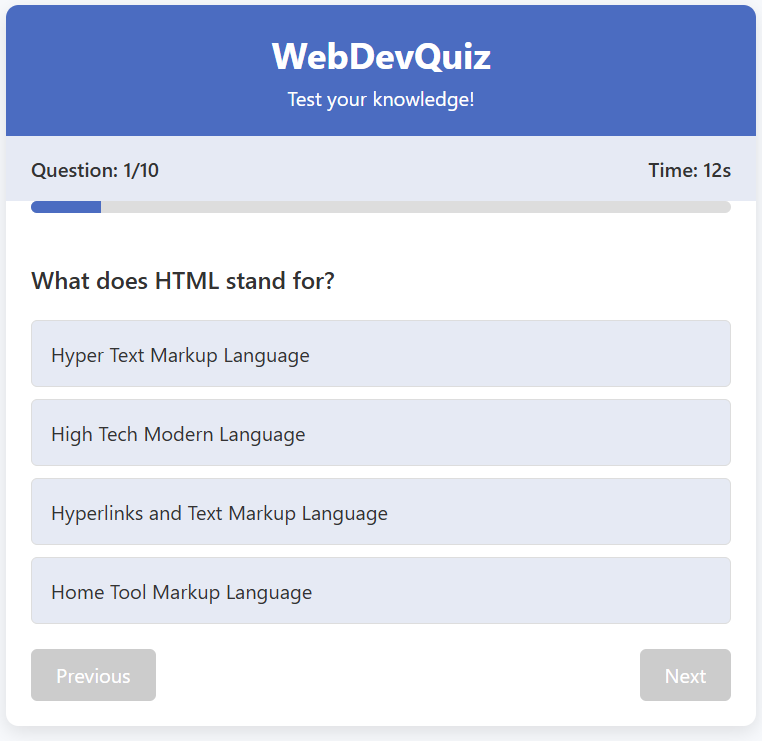 WebDevQuiz
Test your knowledge!
Question: 1/10
Time: 12s
What does HTML stand for?
Hyper Text Markup Language
High Tech Modern Language
Hyperlinks and Text Markup Language
Home Tool Markup Language
Previous
Next